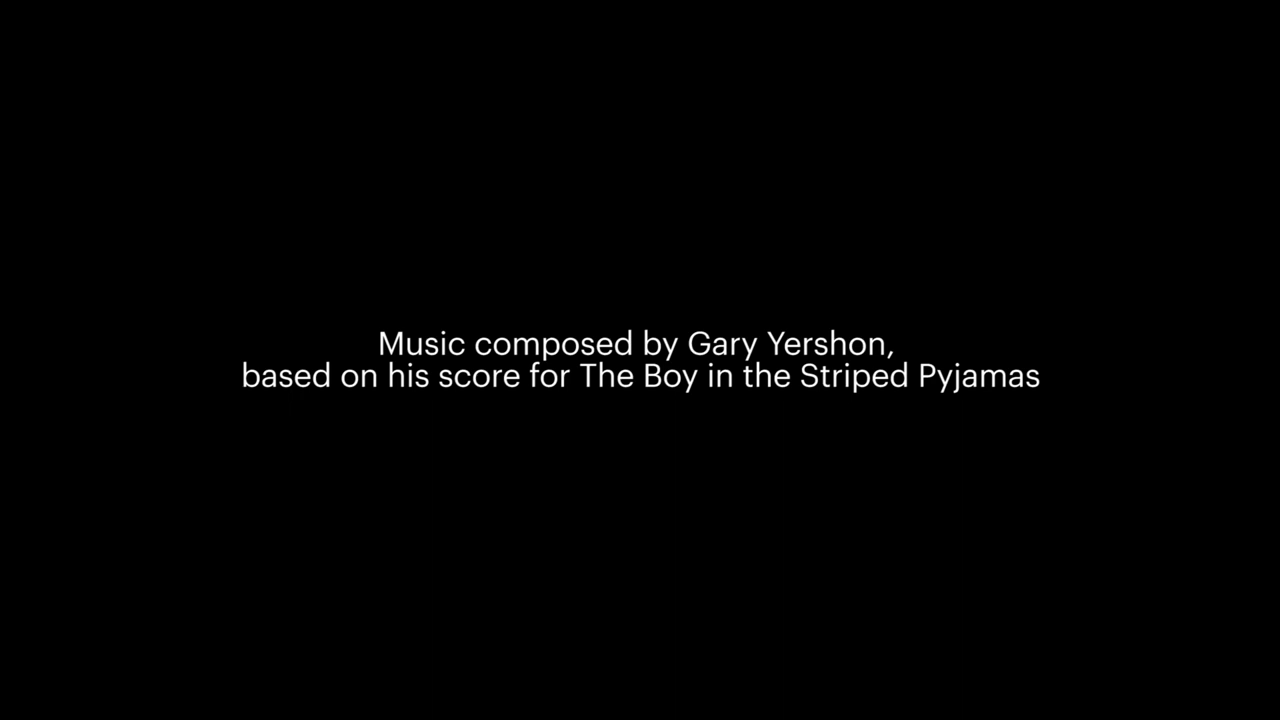 Music composed by Gary Yershon,
based on his score for The Boy in the Striped Pyjamas